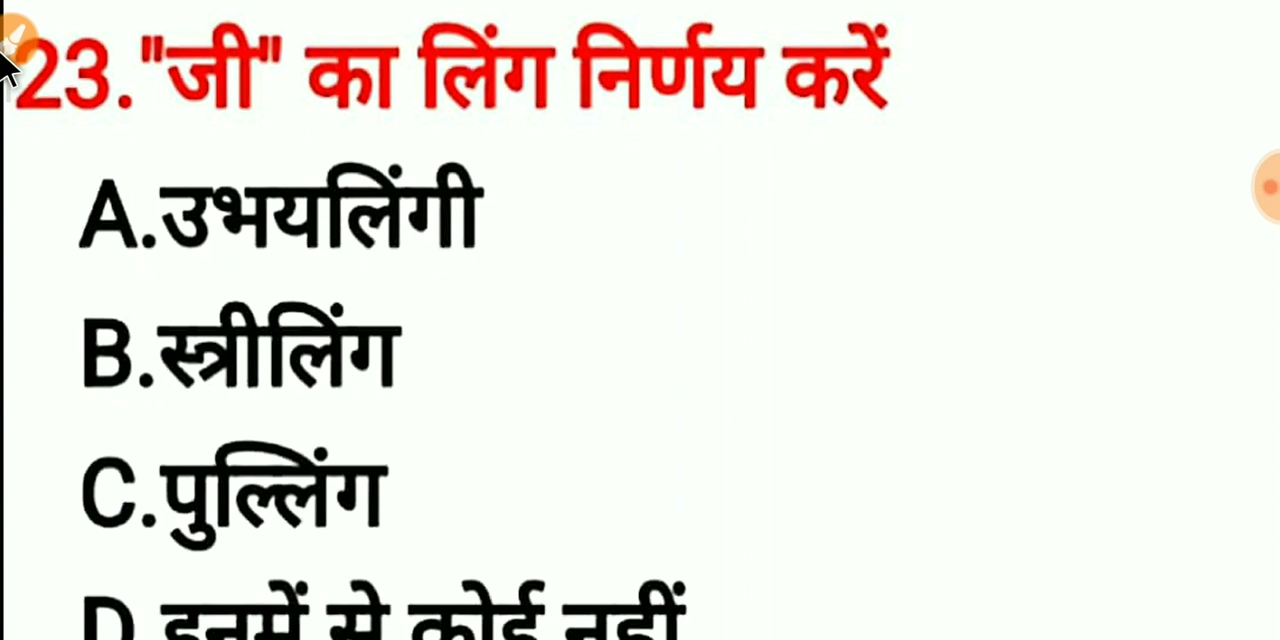 23."जी" का लिंग निर्णय करें
A.उभयलिंगी
B.स्त्रीलिंग
C.पुल्लिंग
D.इनमें से कोई नहीं